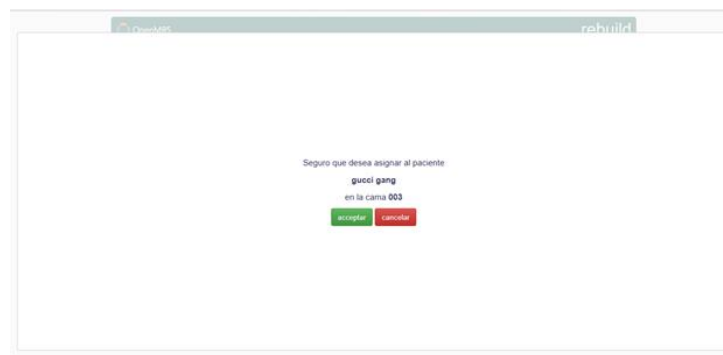 OpenMRS
rebuild
Seguro que desea asignar al paciente
gucci gang
en la cama 003
acceptar cancelar